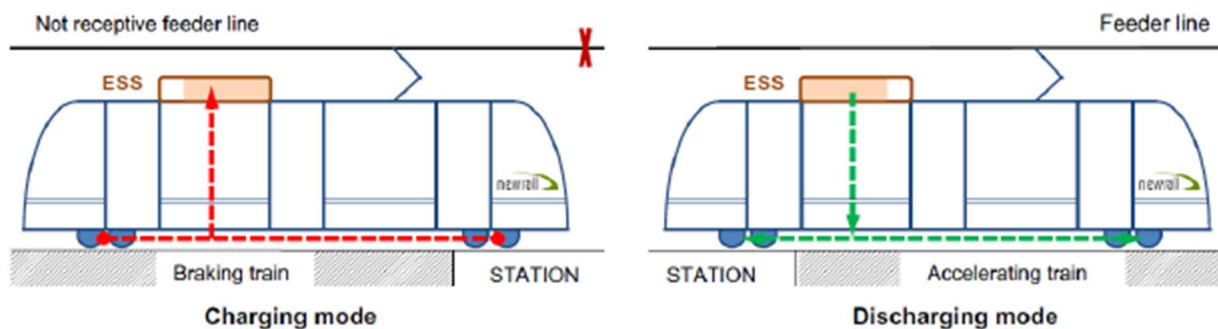 Not receptive feeder line
ESS
newrail
Braking train
STATION
Charging mode
Feeder line
ESS
newrail
STATION
Accelerating train
Discharging mode